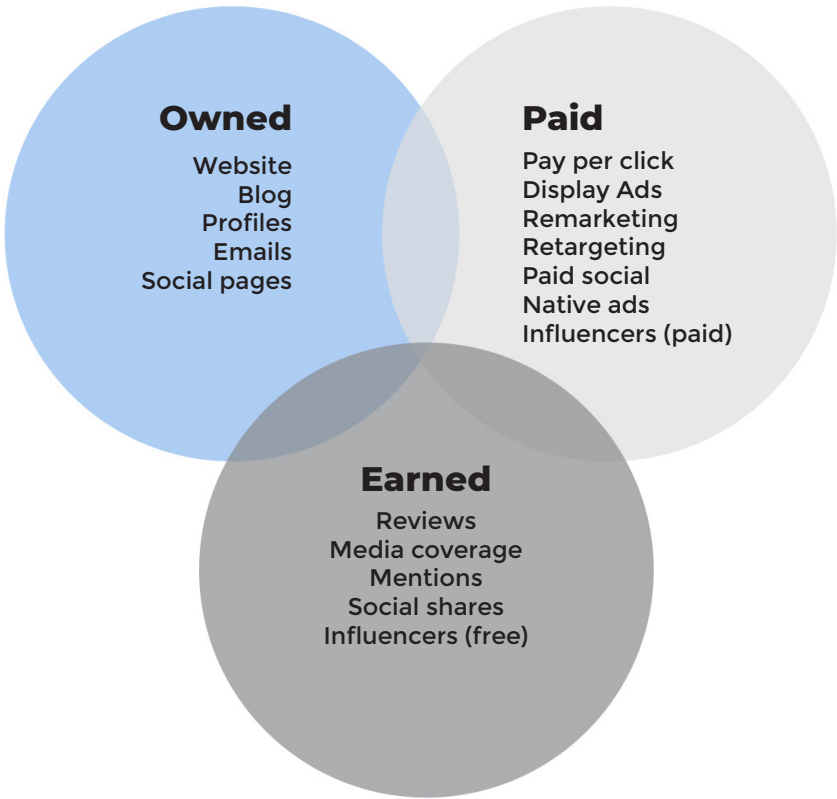 Owned
Website
Blog
Profiles
Emails
Social pages
Paid
Pay per click
Display Ads
Remarketing
Retargeting
Paid social
Native ads
Influencers (paid)
Earned
Reviews
Media coverage
Mentions
Social shares
Influencers (free)